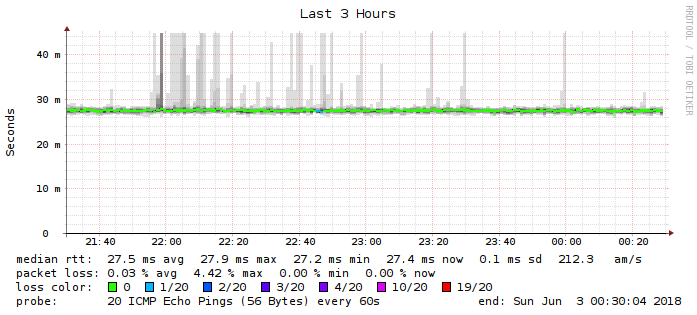 Last 3 Hours
RRDTOOL / TOBI OETIKER
Seconds
40 m
30 m
20 m
10 m
0
21:40 22:00 22:20 22:40 23:00 23:20 23:40 00:00 00:20
median rtt: 27.5 ms avg 27.9 ms max 27.2 ms min 27.4 ms now 0.1 ms sd 212.3 am/s
packet loss: 0.03 % avg 4.42 % max 0.00 % min 0.00 % now
loss color: 0 1/20 2/20 3/20 4/20 10/20 19/20
probe: 20 ICMP Echo Pings (56 Bytes) every 60s end: Sun Jun 3 00:30:04 2018